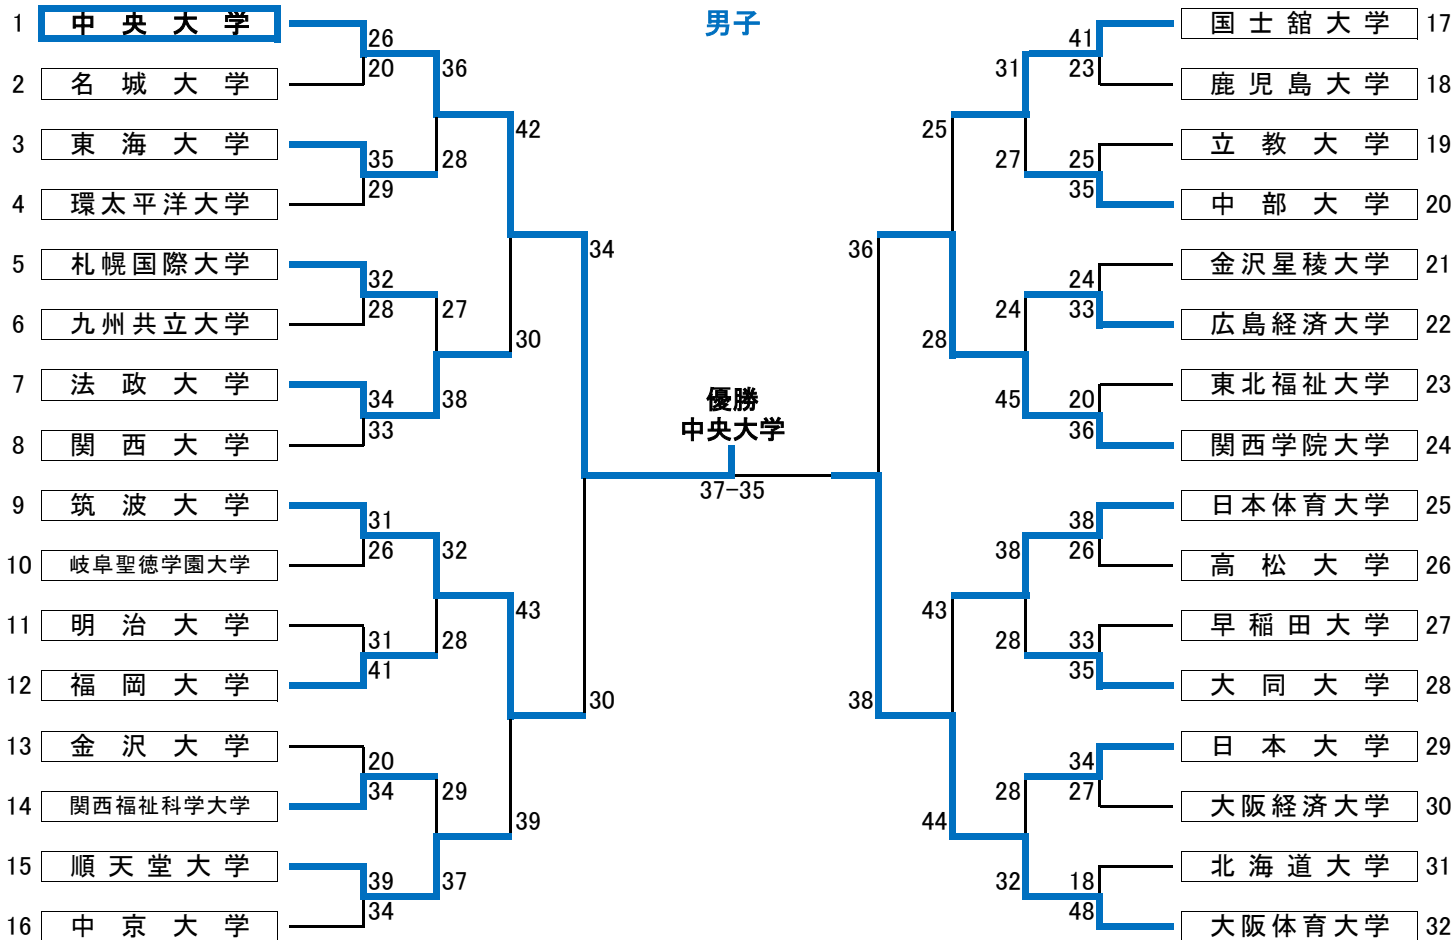 男子
1 中央大学
26
20
2 名城大学
36
3 東海大学
35
29
28
4 環太平洋大学
42
5 札幌国際大学
32
28
6 九州共立大学
27
7 法政大学
34
33
38
8 関西大学
30
34
9 筑波大学
31
26
10 岐阜聖徳学園大学
32
11 明治大学
31
41
28
12 福岡大学
43
13 金沢大学
20
34
14 関西福祉科学大学
29
15 順天堂大学
39
34
37
16 中京大学
39
30
優勝
中央大学
37−35
国士舘大学 17
41
23
鹿児島大学 18
31
立教大学 19
25
35
27
中部大学 20
25
金沢星稜大学 21
24
33
広島経済大学 22
24
東北福祉大学 23
20
36
45
関西学院大学 24
28
36
日本体育大学 25
38
26
高松大学 26
38
早稲田大学 27
33
35
28
大同大学 28
43
日本大学 29
34
27
大阪経済大学 30
28
北海道大学 31
18
48
32
大阪体育大学 32
44
38